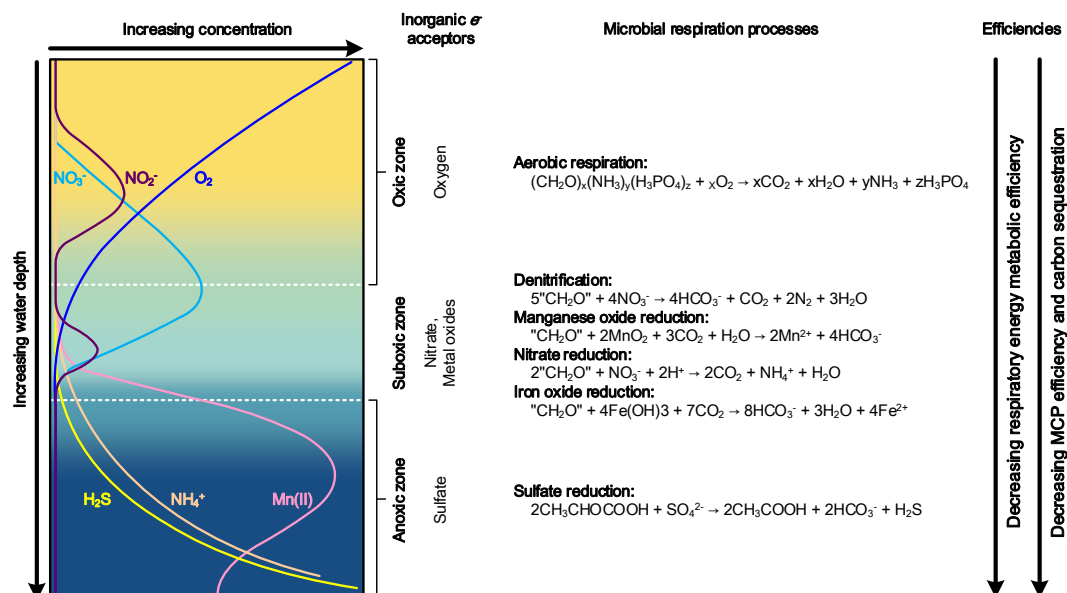 Increasing concentration
Inorganic e⁻
acceptors
Microbial respiration processes
Efficiencies
Increasing water depth
NO₃⁻
NO₂⁻
O₂
H₂S
NH₄⁺
Mn(II)
Oxic zone
Suboxic zone
Anoxic zone
Oxygen
Nitrate,
Metal oxides
Sulfate
Aerobic respiration:
(CH₂O)ₓ(NH₃)ᵧ(H₃PO₄)z + ₓO₂ → xCO₂ + xH₂O + yNH₃ + zH₃PO₄
Denitrification:
5"CH₂O" + 4NO₃⁻ → 4HCO₃⁻ + CO₂ + 2N₂ + 3H₂O
Manganese oxide reduction:
"CH₂O" + 2MnO₂ + 3CO₂ + H₂O → 2Mn²⁺ + 4HCO₃⁻
Nitrate reduction:
2"CH₂O" + NO₃⁻ + 2H⁺ → 2CO₂ + NH₄⁺ + H₂O
Iron oxide reduction:
"CH₂O" + 4Fe(OH)3 + 7CO₂ → 8HCO₃⁻ + 3H₂O + 4Fe²⁺
Sulfate reduction:
2CH₃CHOCOOH + SO₄²⁻ → 2CH₃COOH + 2HCO₃⁻ + H₂S
Decreasing respiratory energy metabolic efficiency
Decreasing MCP efficiency and carbon sequestration